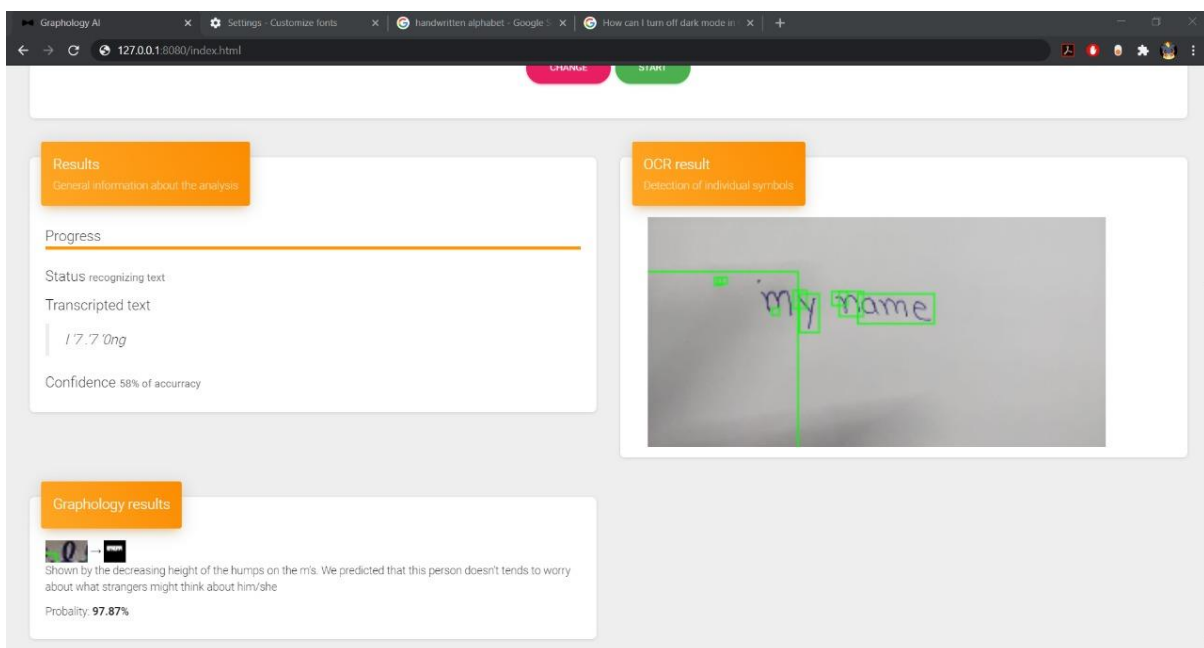 Graphology AI
Settings - Customize fonts
handwritten alphabet - Google S
How can I turn off dark mode in
127.0.0.1:8080/index.html
CHANGE
START
Results
General information about the analysis
Progress
Status recognizing text
Transcripted text
1'7.'7 '0ng
Confidence 58% of accurracy
OCR result
Detection of individual symbols
my name
Graphology results
Shown by the decreasing height of the humps on the m's. We predicted that this person doesn't tends to worry
about what strangers might think about him/she
Probality: 97.87%